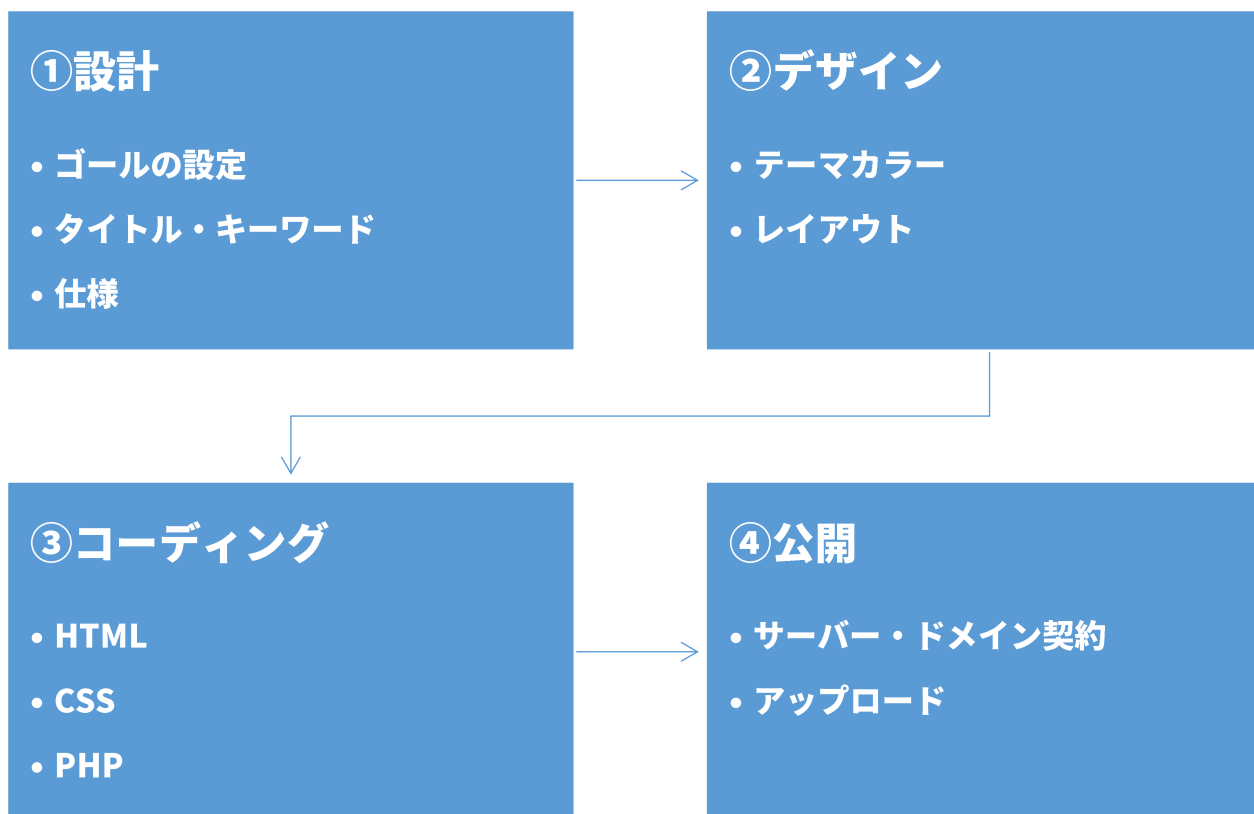 ①設計
• ゴールの設定
• タイトル・キーワード
• 仕様
②デザイン
• テーマカラー
• レイアウト
③コーディング
• HTML
• CSS
• PHP
④公開
• サーバー・ドメイン契約
• アップロード